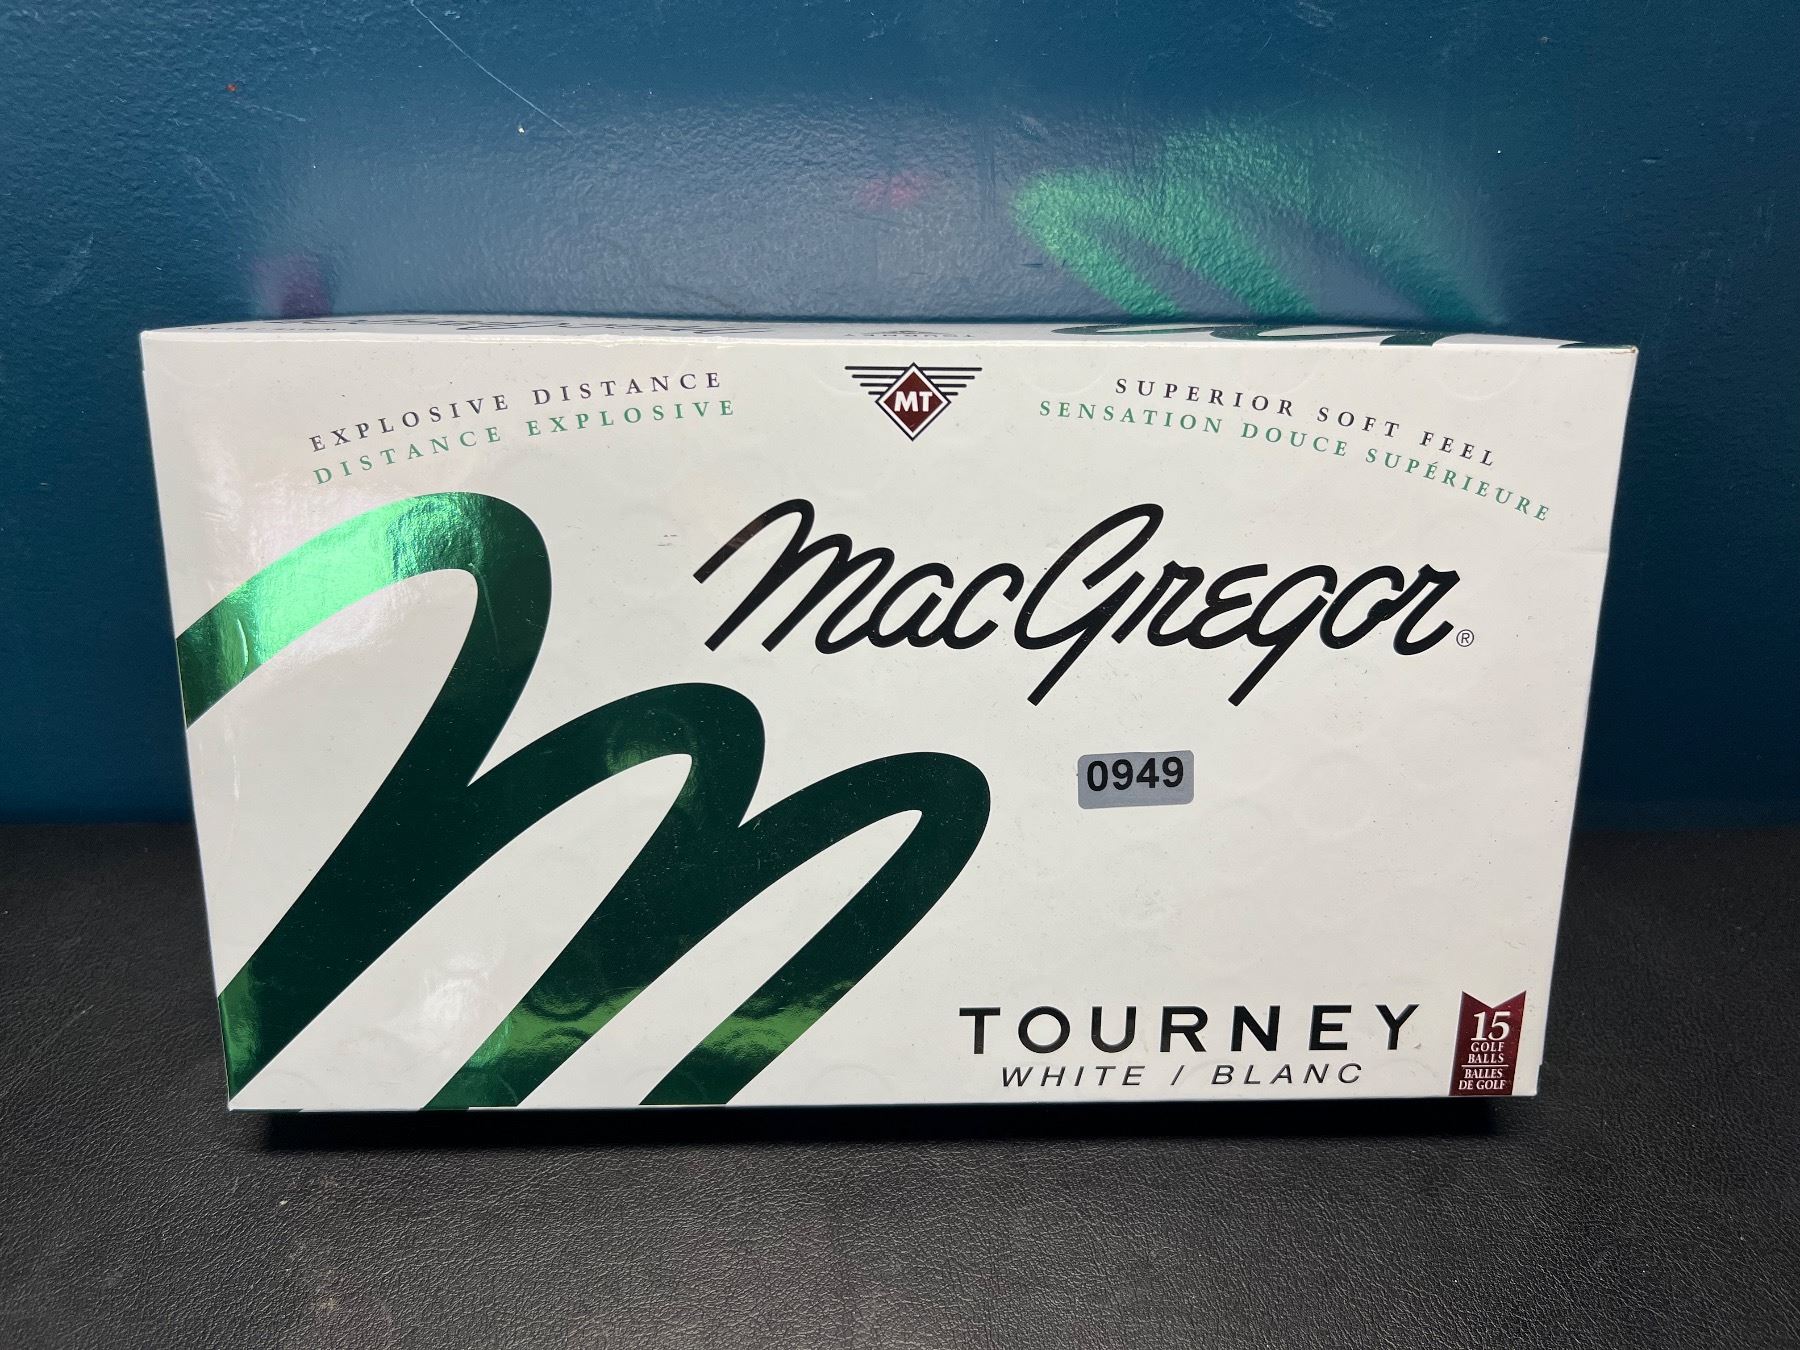 EXPLOSIVE DISTANCE
DISTANCE EXPLOSIVE
MT
SUPERIOR SOFT FEEL
SENSATION DOUCE SUPÉRIEURE
MacGregor®
0949
TOURNEY
WHITE / BLANC
15
GOLF
BALLS
BALLES
DE GOLF